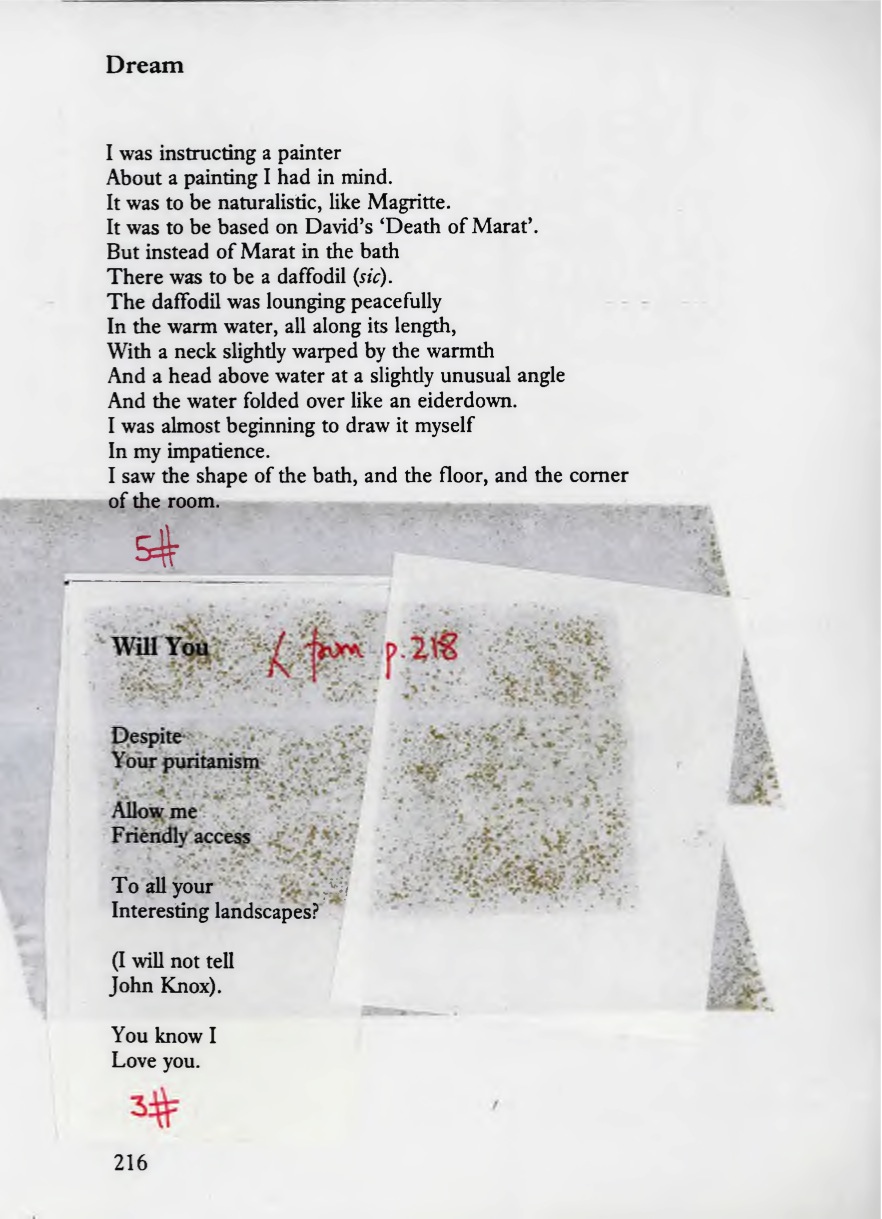 Dream
I was instructing a painter
About a painting I had in mind.
It was to be naturalistic, like Magritte.
It was to be based on David's ‘Death of Marat’.
But instead of Marat in the bath
There was to be a daffodil (sic).
The daffodil was lounging peacefully
In the warm water, all along its length,
With a neck slightly warped by the warmth
And a head above water at a slightly unusual angle
And the water folded over like an eiderdown.
I was almost beginning to draw it myself
In my impatience.
I saw the shape of the bath, and the floor, and the corner
of the room.
5#
Will You
from p.218
Despite
Your puritanism
Allow me
Friendly access
To all your
Interesting landscapes?
(I will not tell
John Knox).
You know I
Love you.
3#
216